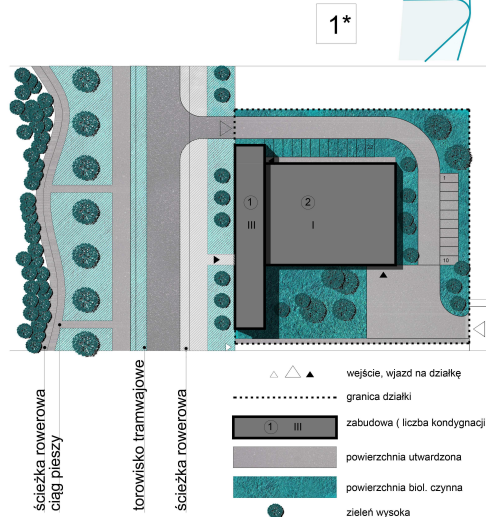 1*
1
2
III
I
1
10
wejście, wjazd na działkę
granica działki
1 III
zabudowa ( liczba kondygnacji
powierzchnia utwardzona
powierzchnia biol. czynna
zieleń wysoka
ścieżka rowerowa
ciąg pieszy
torowisko tramwajowe
ścieżka rowerowa